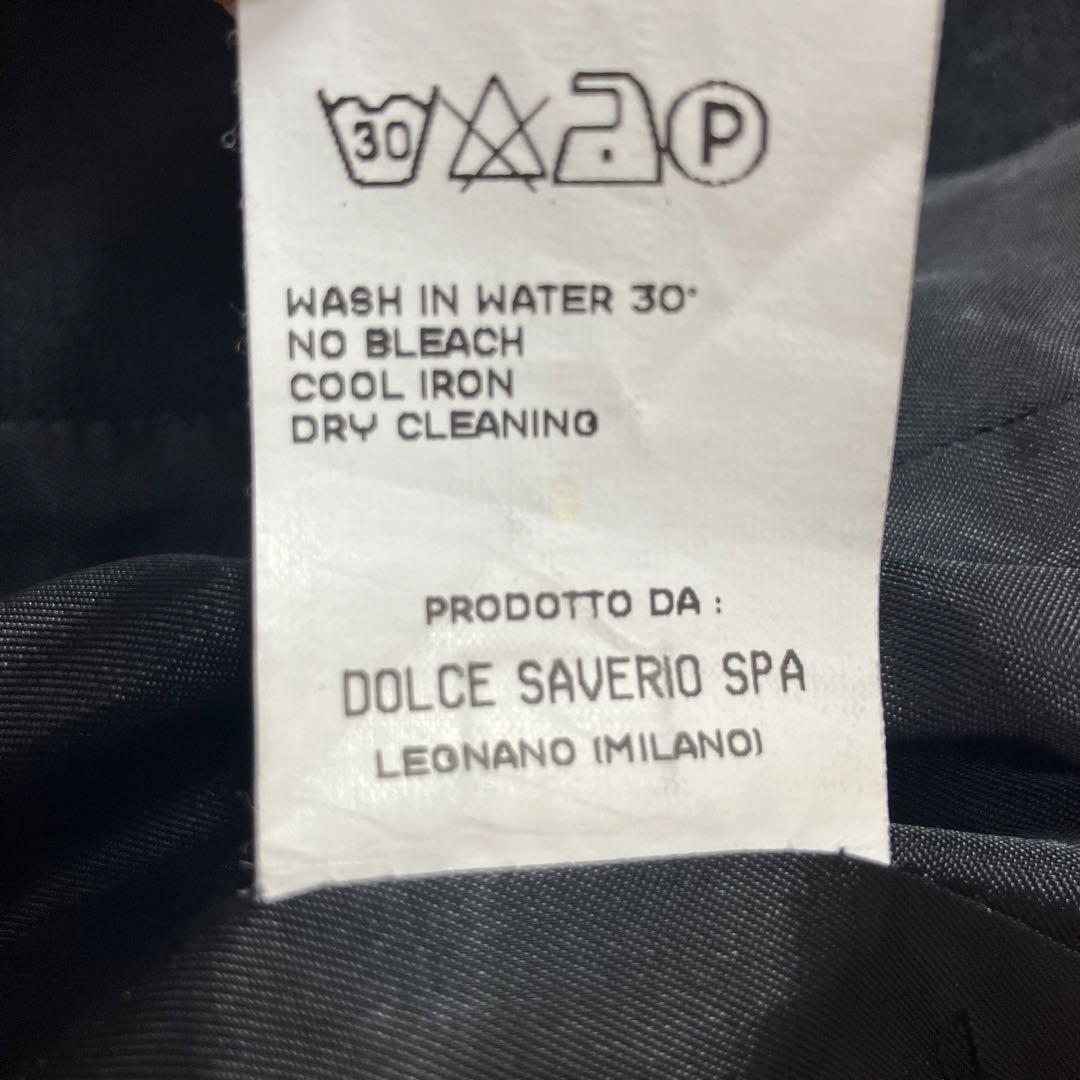 30 P
WASH IN WATER 30°
NO BLEACH
COOL IRON
DRY CLEANING
PRODOTTO DA :
DOLCE SAVERIO SPA
LEGNANO (MILANO)